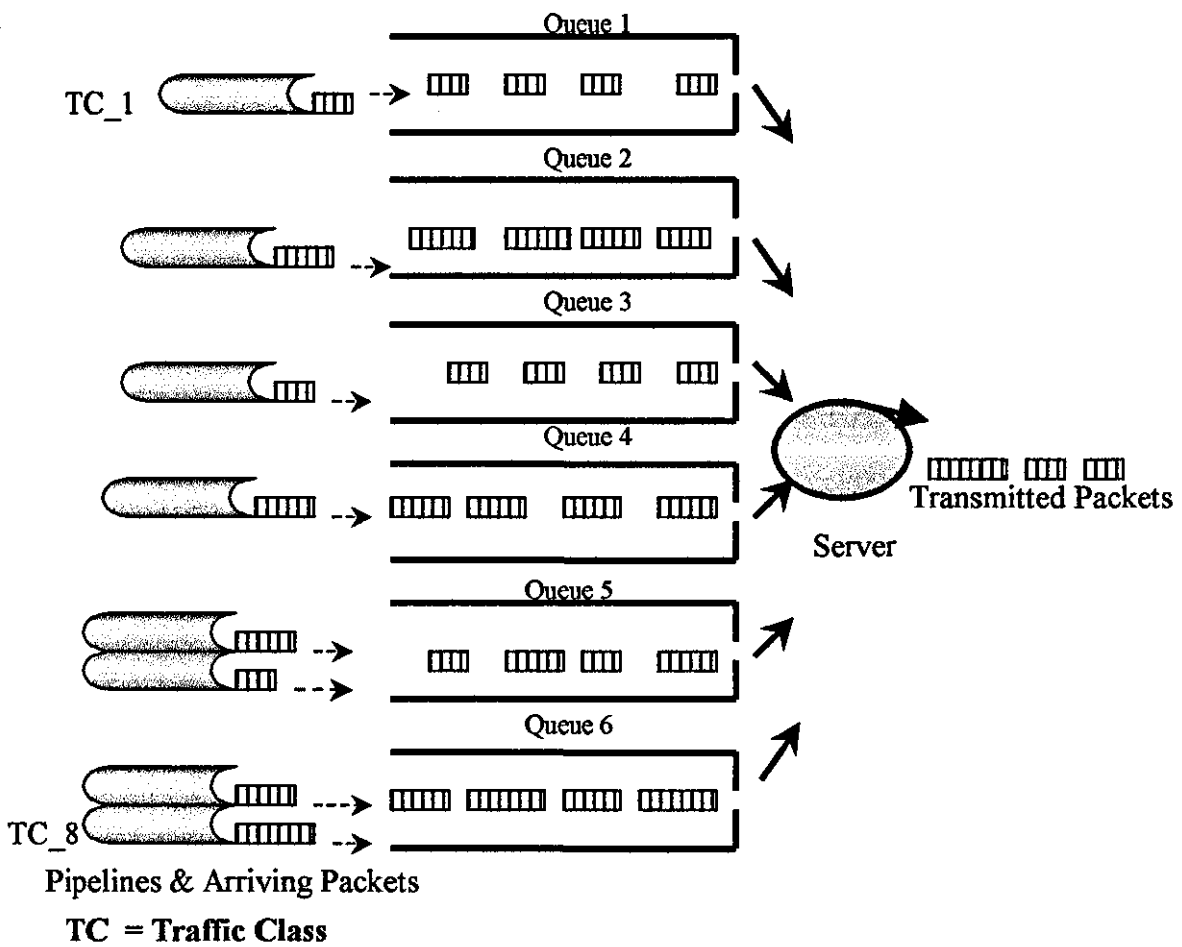 Queue 1
TC_1
Queue 2
Queue 3
Queue 4
Transmitted Packets
Server
Queue 5
Queue 6
TC_8
Pipelines & Arriving Packets
TC = Traffic Class